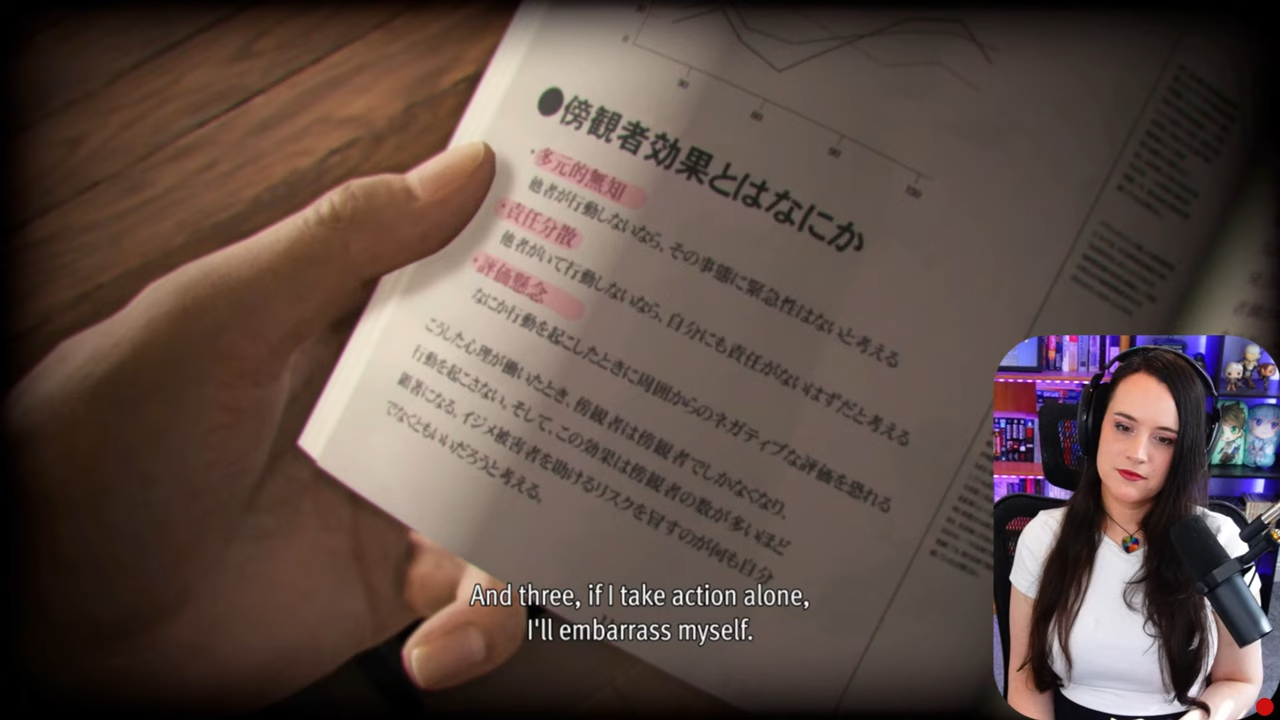 ●傍観者効果とはなにか
・多元的無知
他者が行動しないなら、その事態に緊急性はないと考える
・責任分散
他者がいて行動しないなら、自分にも責任がないはずだと考える
・評価懸念
なにか行動を起こしたときに周囲からのネガティブな評価を恐れる
こうした心理が働いたとき、傍観者は傍観者でしかなくなり、
行動を起こさない。そして、この効果は傍観者の数が多いほど
顕著になる。イジメ被害者を助けるリスクを冒すのが何も自分
でなくともいいだろうと考える。
And three, if I take action alone,
I'll embarrass myself.